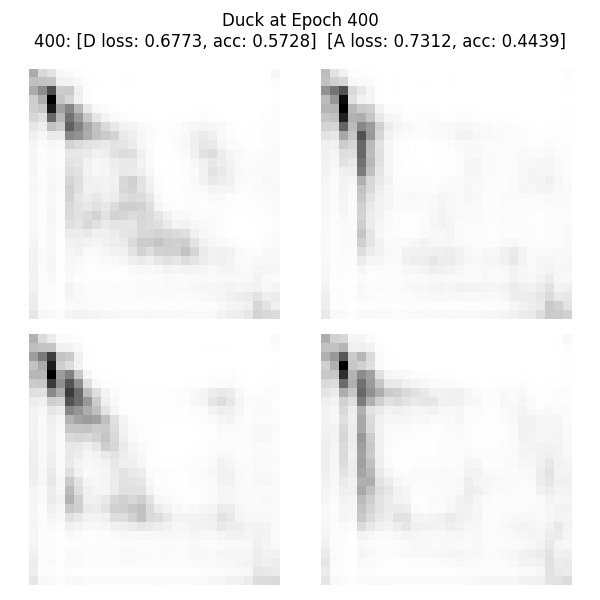 Duck at Epoch 400
400: [D loss: 0.6773, acc: 0.5728]  [A loss: 0.7312, acc: 0.4439]